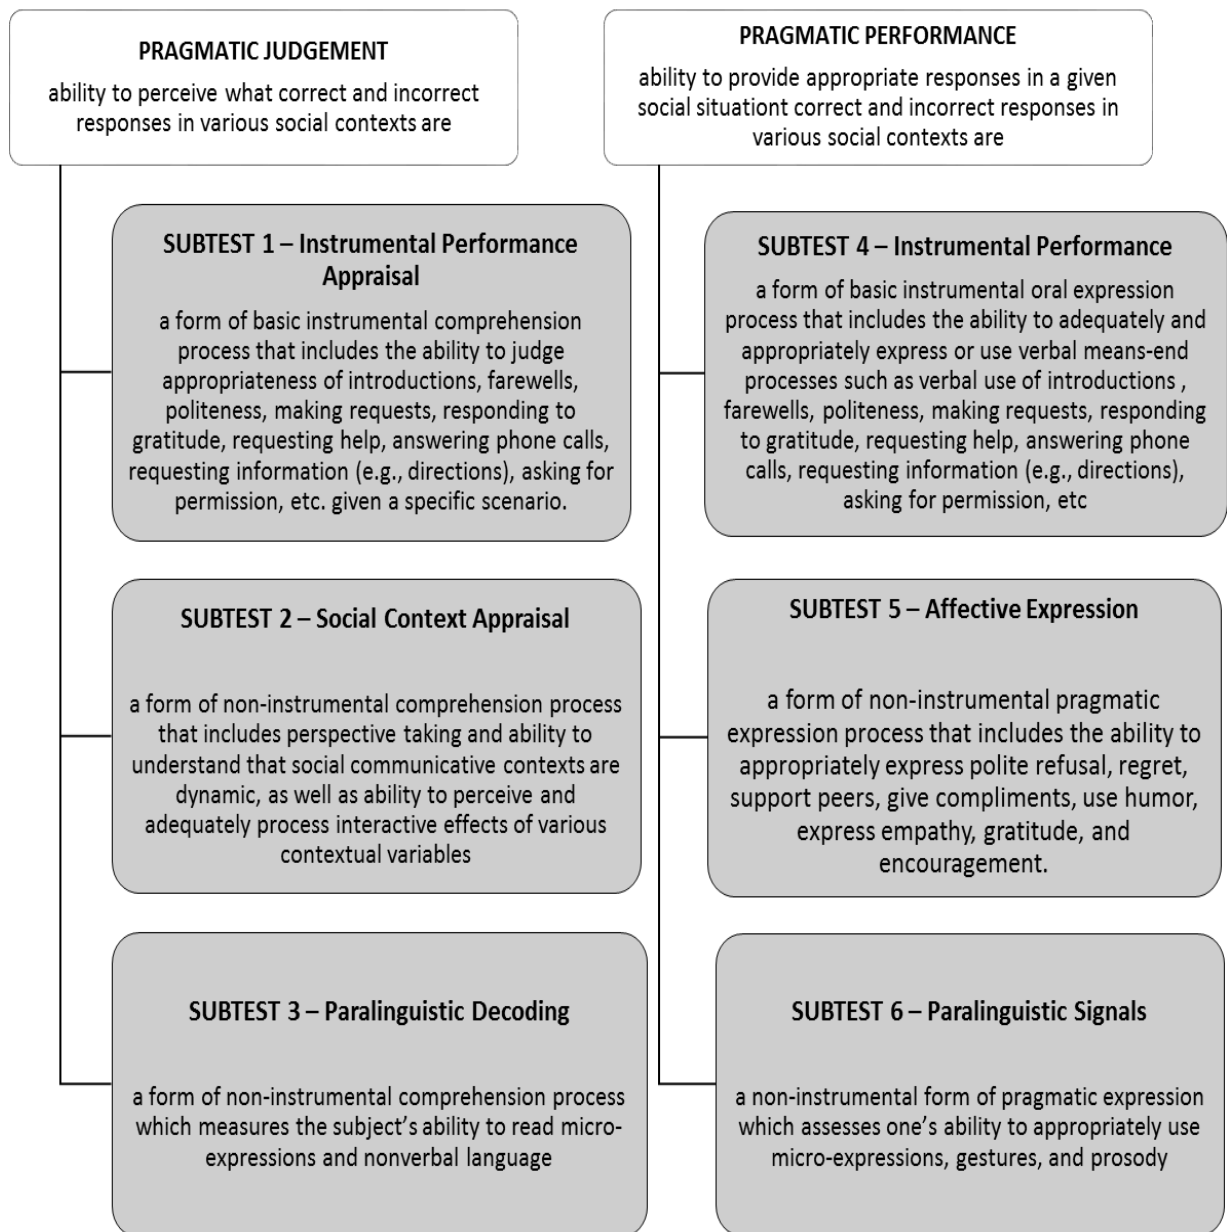 PRAGMATIC JUDGEMENT
ability to perceive what correct and incorrect
responses in various social contexts are
SUBTEST 1 – Instrumental Performance
Appraisal
a form of basic instrumental comprehension
process that includes the ability to judge
appropriateness of introductions, farewells,
politeness, making requests, responding to
gratitude, requesting help, answering phone calls,
requesting information (e.g., directions), asking for
permission, etc. given a specific scenario.
SUBTEST 2 – Social Context Appraisal
a form of non-instrumental comprehension process
that includes perspective taking and ability to
understand that social communicative contexts are
dynamic, as well as ability to perceive and
adequately process interactive effects of various
contextual variables
SUBTEST 3 – Paralinguistic Decoding
a form of non-instrumental comprehension process
which measures the subject's ability to read micro-
expressions and nonverbal language
PRAGMATIC PERFORMANCE
ability to provide appropriate responses in a given
social situationt correct and incorrect responses in
various social contexts are
SUBTEST 4 – Instrumental Performance
a form of basic instrumental oral expression
process that includes the ability to adequately and
appropriately express or use verbal means-end
processes such as verbal use of introductions ,
farewells, politeness, making requests, responding
to gratitude, requesting help, answering phone
calls, requesting information (e.g., directions),
asking for permission, etc
SUBTEST 5 – Affective Expression
a form of non-instrumental pragmatic
expression process that includes the ability to
appropriately express polite refusal, regret,
support peers, give compliments, use humor,
express empathy, gratitude, and
encouragement.
SUBTEST 6 – Paralinguistic Signals
a non-instrumental form of pragmatic expression
which assesses one's ability to appropriately use
micro-expressions, gestures, and prosody